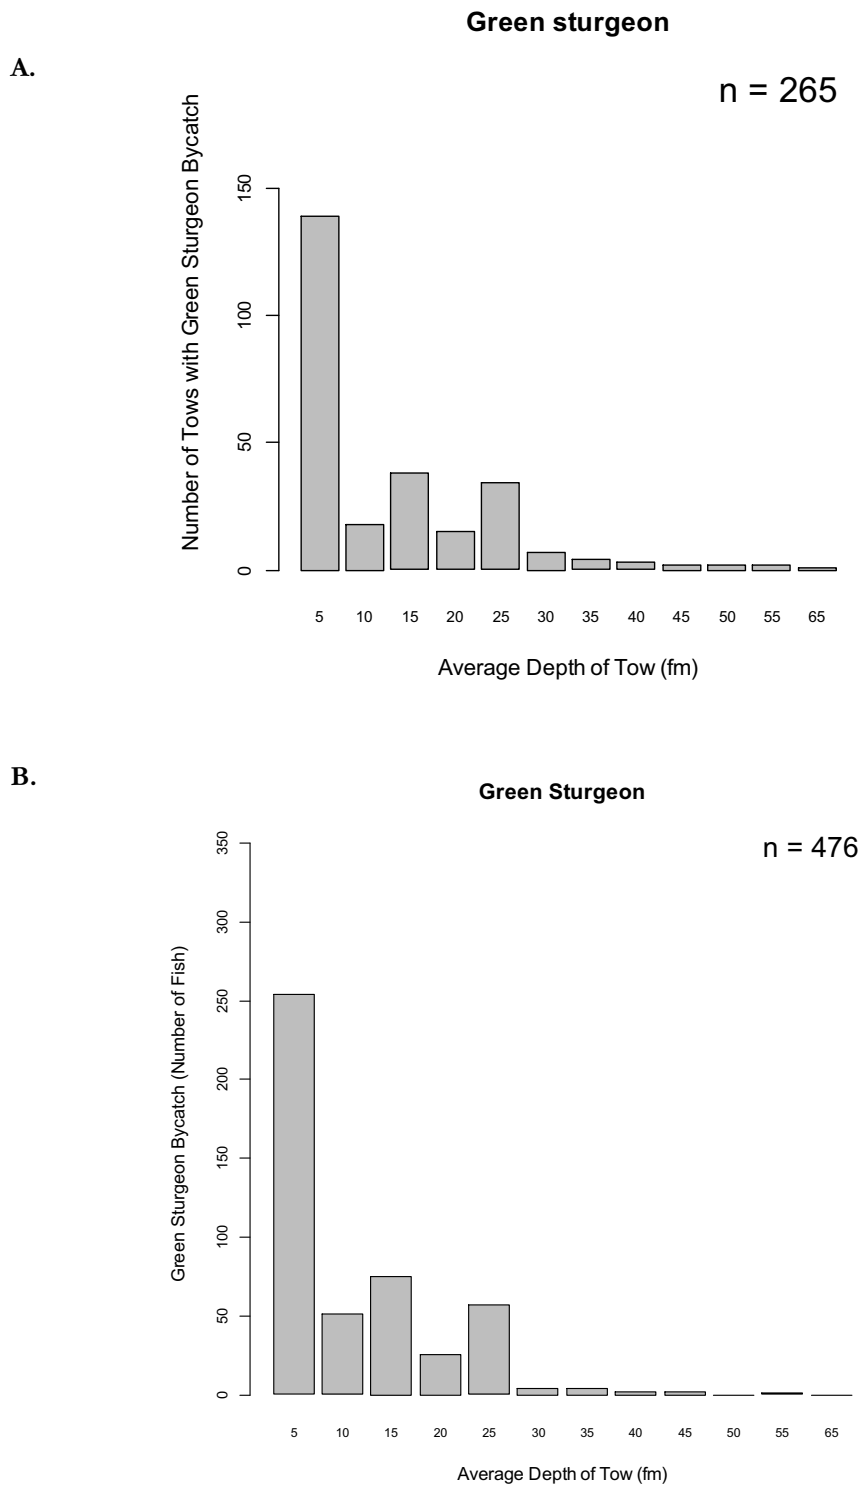 Green sturgeon
A.
n = 265
Number of Tows with Green Sturgeon Bycatch
150
100
50
0
5 10 15 20 25 30 35 40 45 50 55 65
Average Depth of Tow (fm)
B.
Green Sturgeon
n = 476
Green Sturgeon Bycatch (Number of Fish)
350
300
250
200
150
100
50
0
5 10 15 20 25 30 35 40 45 50 55 65
Average Depth of Tow (fm)